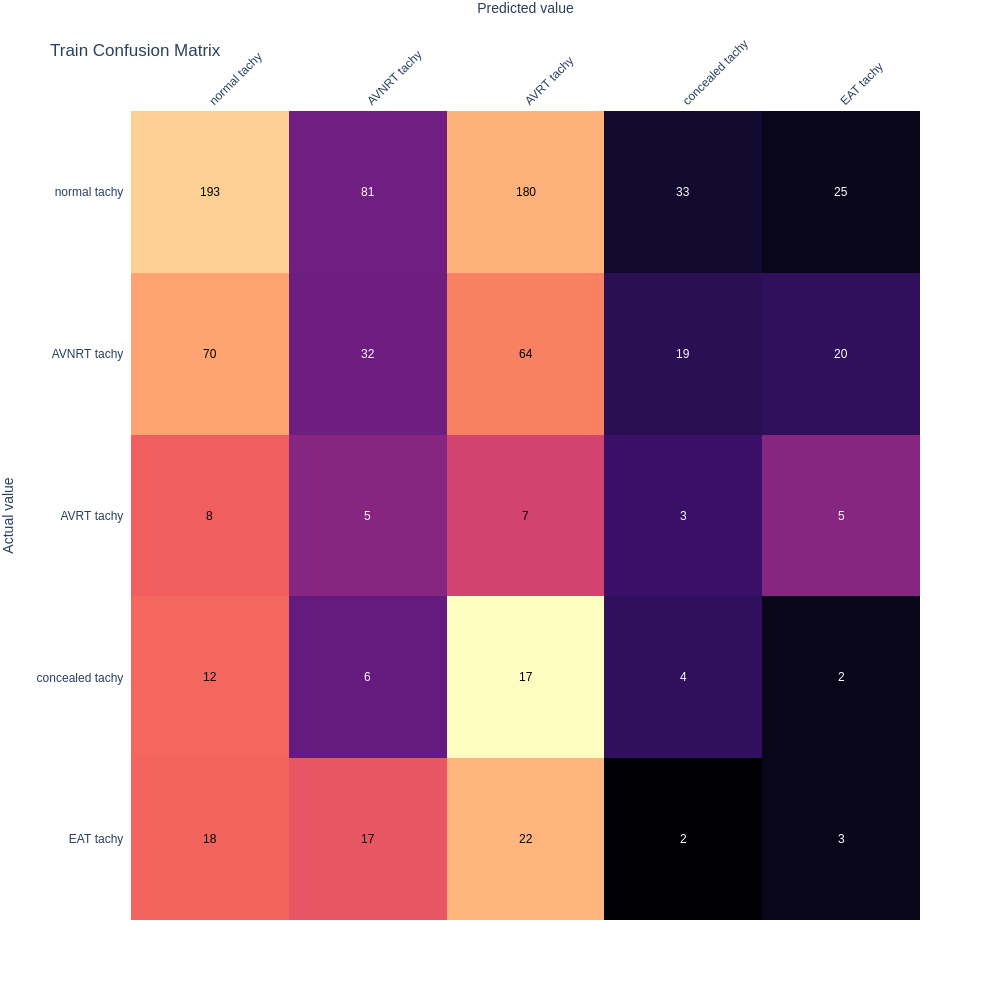 Predicted value
Train Confusion Matrix
normal tachy
AVNRT tachy
AVRT tachy
concealed tachy
EAT tachy
Actual value
normal tachy 193 81 180 33 25
AVNRT tachy 70 32 64 19 20
AVRT tachy 8 5 7 3 5
concealed tachy 12 6 17 4 2
EAT tachy 18 17 22 2 3